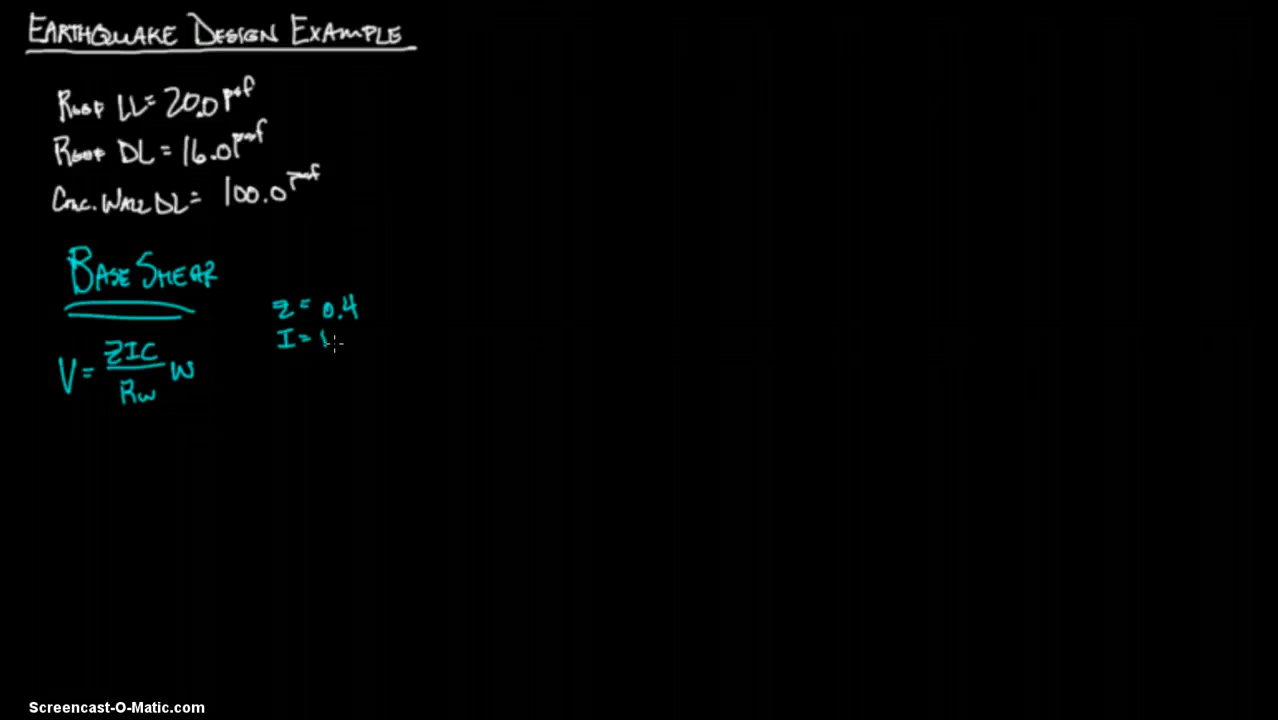 EARTHQUAKE DESIGN EXAMPLE
ROOF LL = 20.0 psf
ROOF DL = 16.0 psf
CONC. WALL DL = 100.0 psf
BASE SHEAR
Z = 0.4
I = 1
V = ZIC/Rw W
Screencast-O-Matic.com